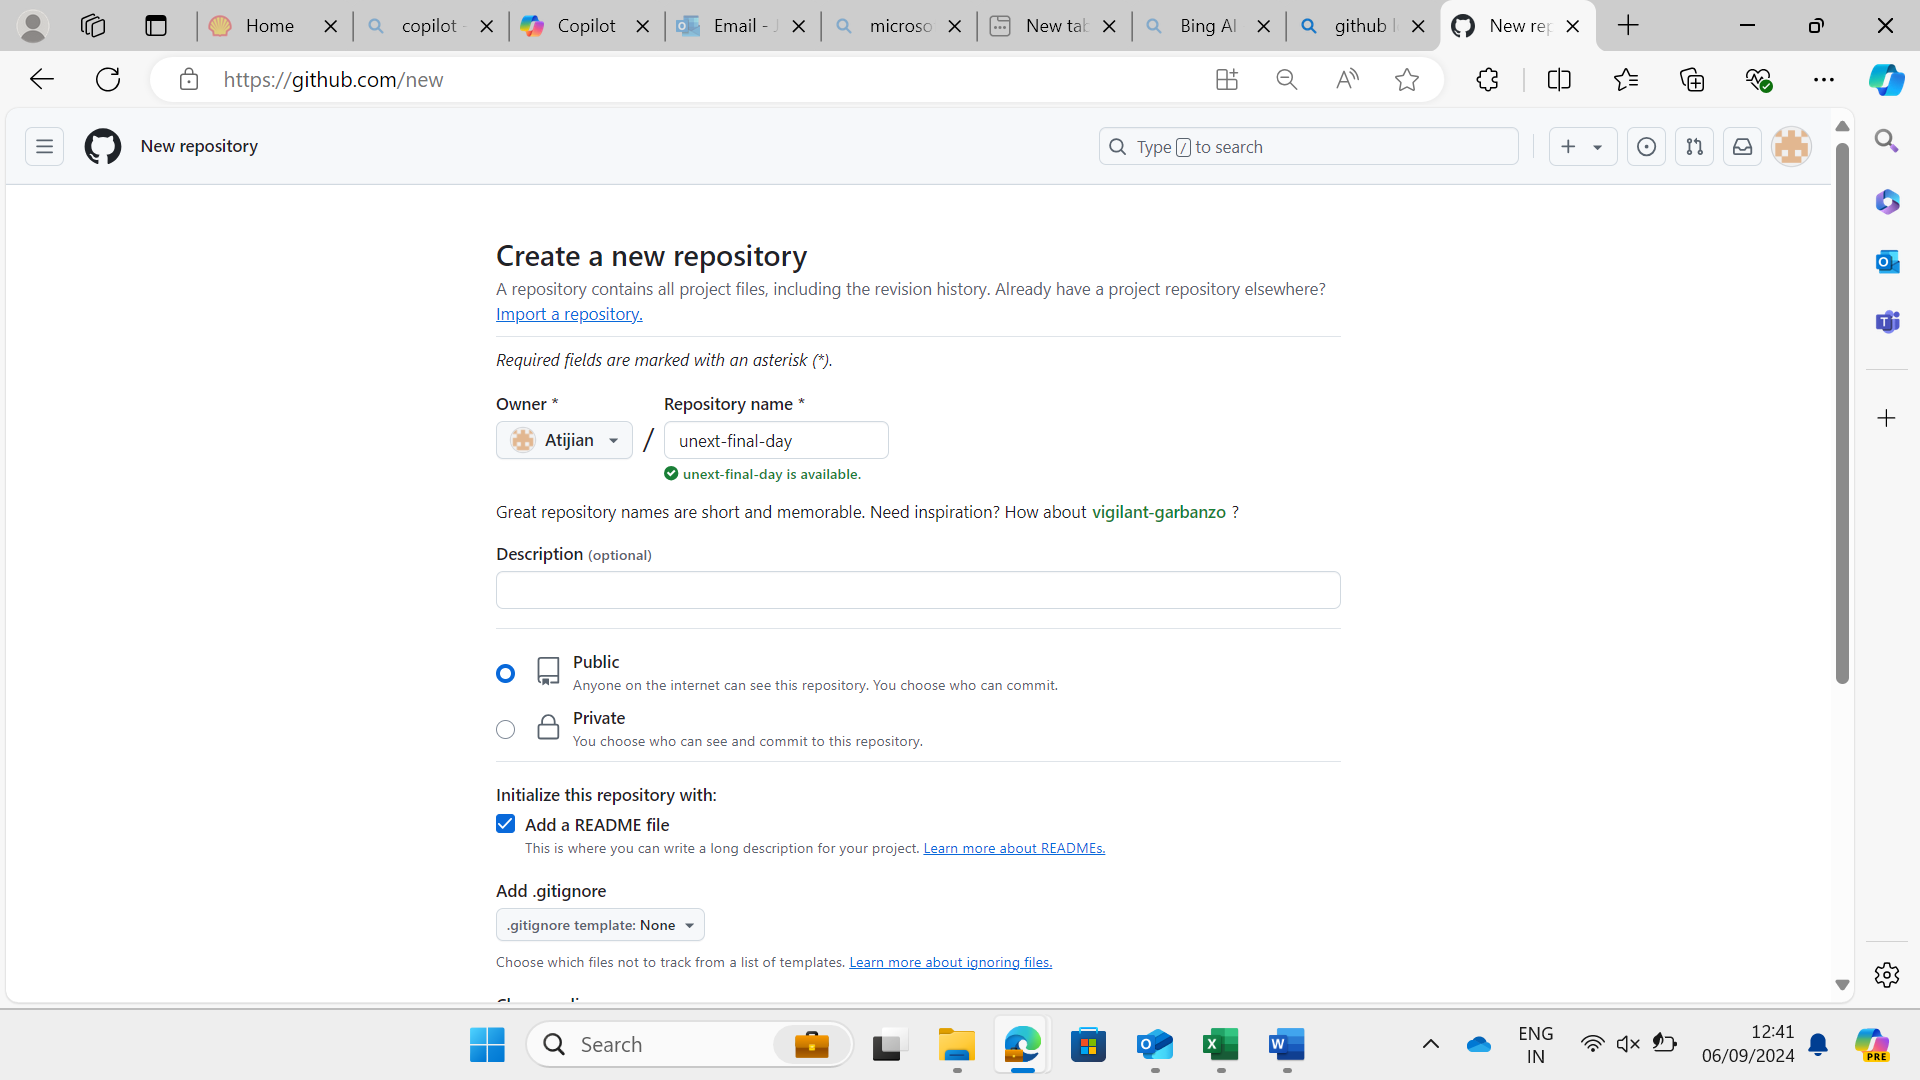 Home
copilot -
Copilot
Email - J
microso
New tab
Bing AI
github l
New rep
https://github.com/new
New repository
Type / to search
Create a new repository
A repository contains all project files, including the revision history. Already have a project repository elsewhere?
Import a repository.
Required fields are marked with an asterisk (*).
Owner *
Repository name *
Atijian
/
unext-final-day
unext-final-day is available.
Great repository names are short and memorable. Need inspiration? How about vigilant-garbanzo ?
Description (optional)
Public
Anyone on the internet can see this repository. You choose who can commit.
Private
You choose who can see and commit to this repository.
Initialize this repository with:
Add a README file
This is where you can write a long description for your project. Learn more about READMEs.
Add .gitignore
.gitignore template: None
Choose which files not to track from a list of templates. Learn more about ignoring files.
Search
ENG
IN
12:41
06/09/2024
PRE